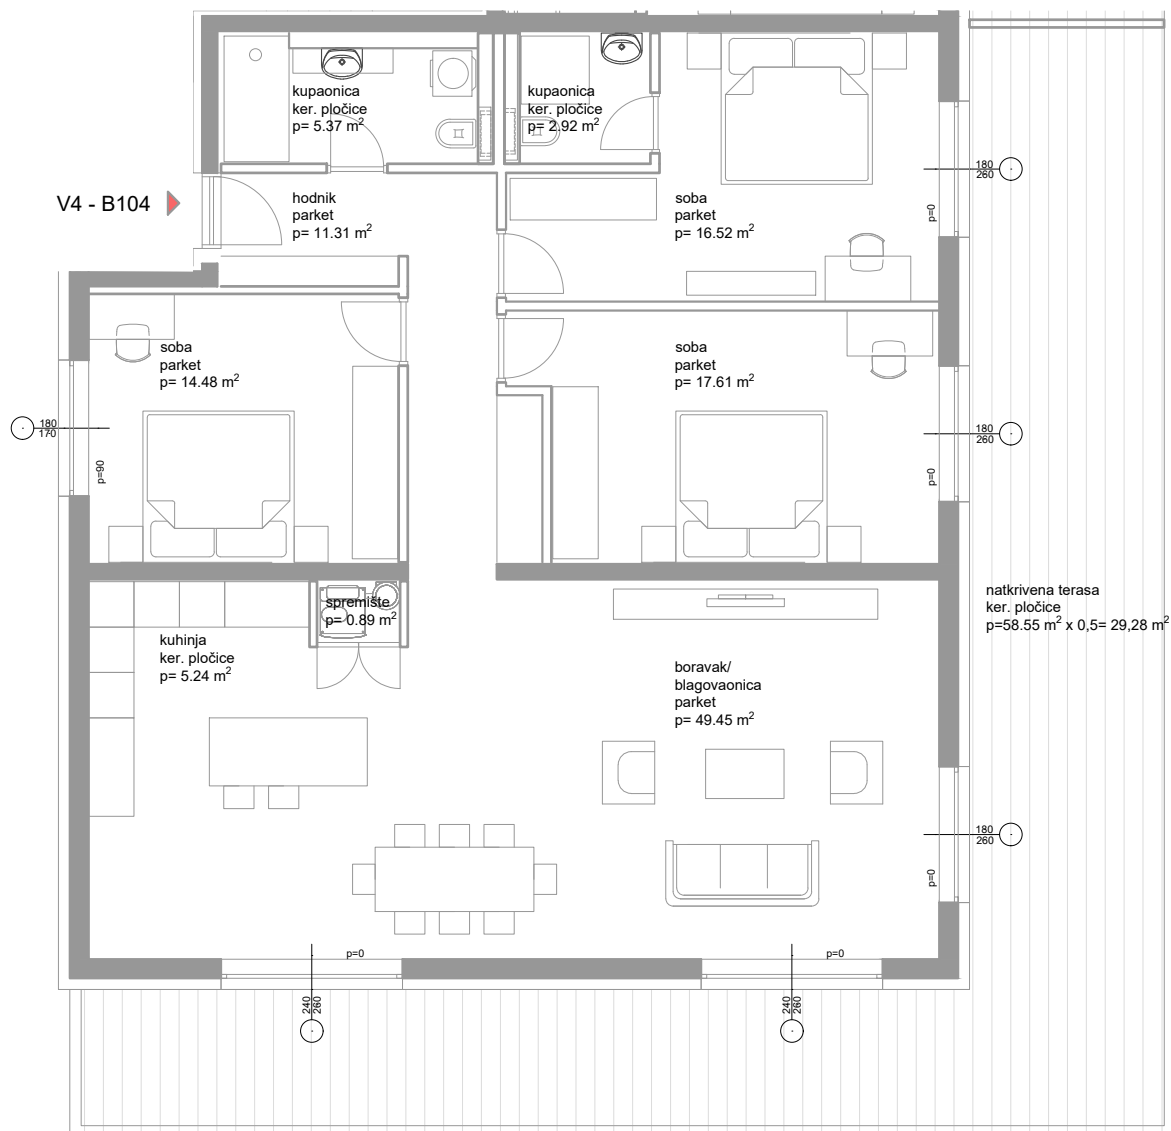 kupaonica
ker. pločice
p= 5.37 m²
kupaonica
ker. pločice
p= 2.92 m²
V4 - B104
hodnik
parket
p= 11.31 m²
soba
parket
p= 16.52 m²
180
260
p=0
soba
parket
p= 14.48 m²
180
170
p=90
soba
parket
p= 17.61 m²
180
260
p=0
spremište
p= 0.89 m²
kuhinja
ker. pločice
p= 5.24 m²
boravak/
blagovaonica
parket
p= 49.45 m²
natkrivena terasa
ker. pločice
p=58.55 m² x 0,5= 29,28 m²
180
260
p=0
p=0
240
260
p=0
240
260